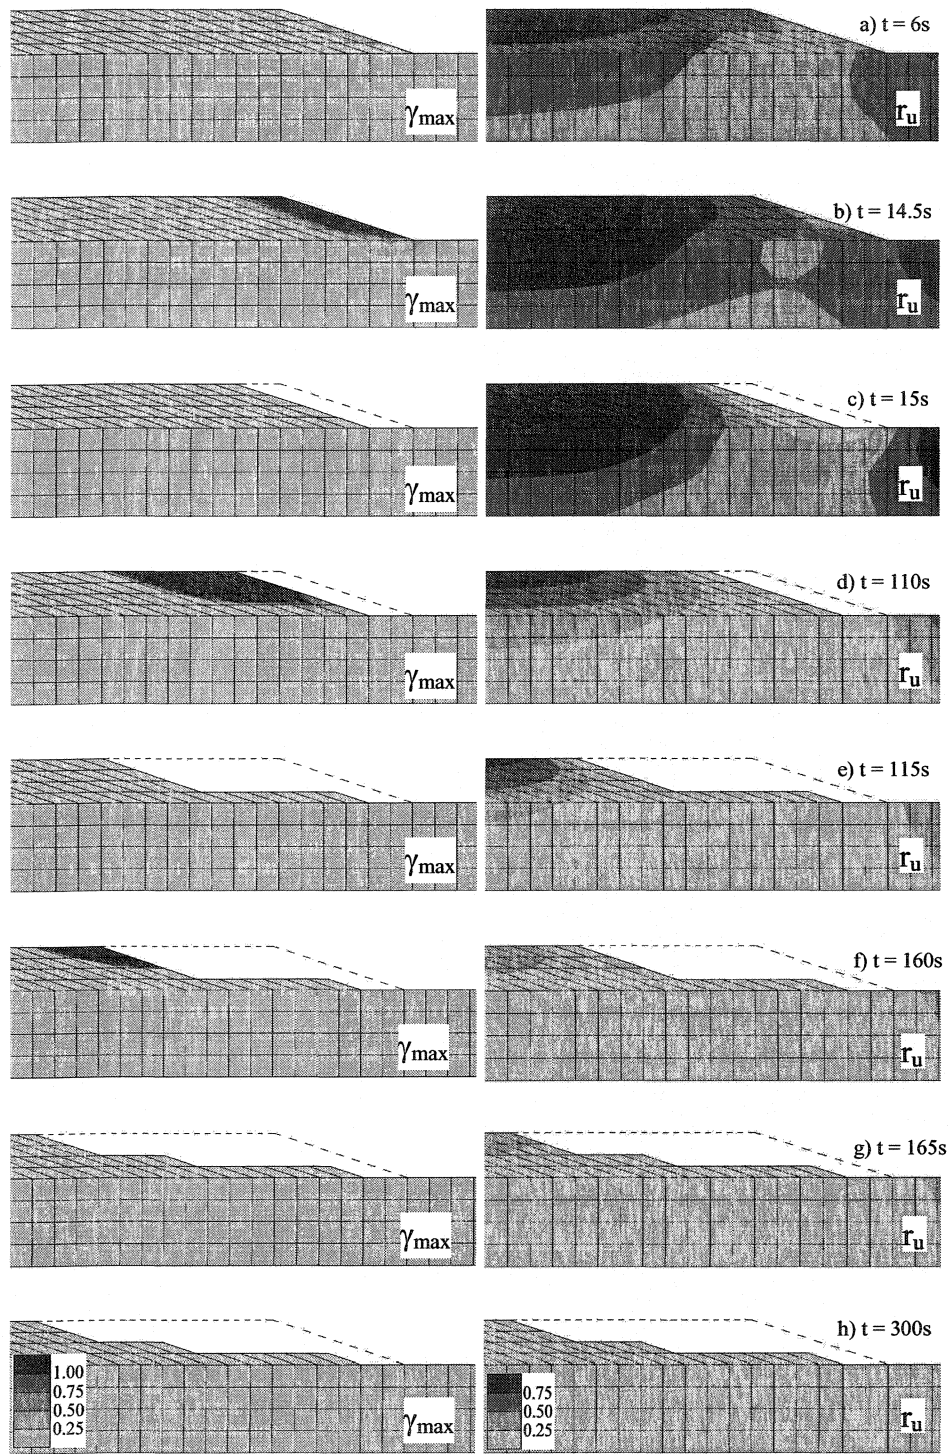 a) t = 6s
γmax
ru
b) t = 14.5s
γmax
ru
c) t = 15s
γmax
ru
d) t = 110s
γmax
ru
e) t = 115s
γmax
ru
f) t = 160s
γmax
ru
g) t = 165s
γmax
ru
h) t = 300s
1.00
0.75
0.50
0.25
γmax
0.75
0.50
0.25
ru